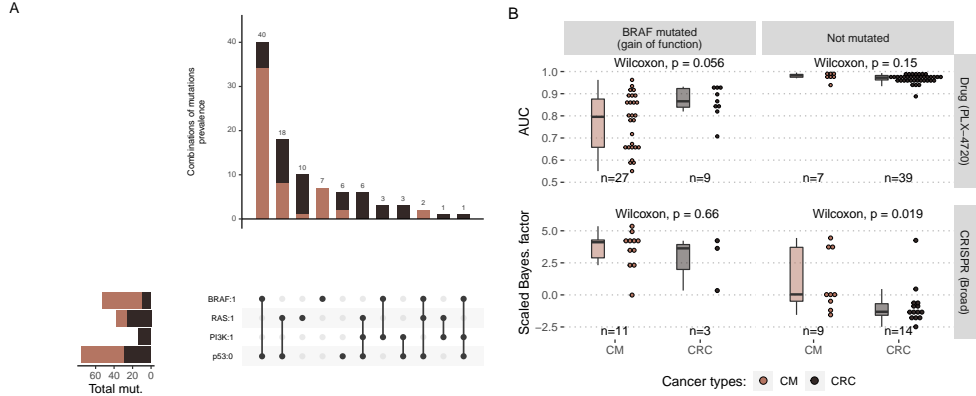 A
Combinations of mutations
prevalence
40
30
20
10
0
40
18
10
7
6
6
3
3
2
1
1
BRAF:1
RAS:1
PI3K:1
p53:0
60
40
20
0
Total mut.
B
BRAF mutated
(gain of function)
Not mutated
AUC
1.0
0.9
0.8
0.7
0.6
0.5
Wilcoxon, p = 0.056
Wilcoxon, p = 0.15
n=27
n=9
n=7
n=39
Drug (PLX−4720)
Scaled Bayes. factor
5.0
2.5
0.0
−2.5
Wilcoxon, p = 0.66
Wilcoxon, p = 0.019
n=11
n=3
n=9
n=14
CRISPR (Broad)
CM
CRC
CM
CRC
Cancer types:
CM
CRC